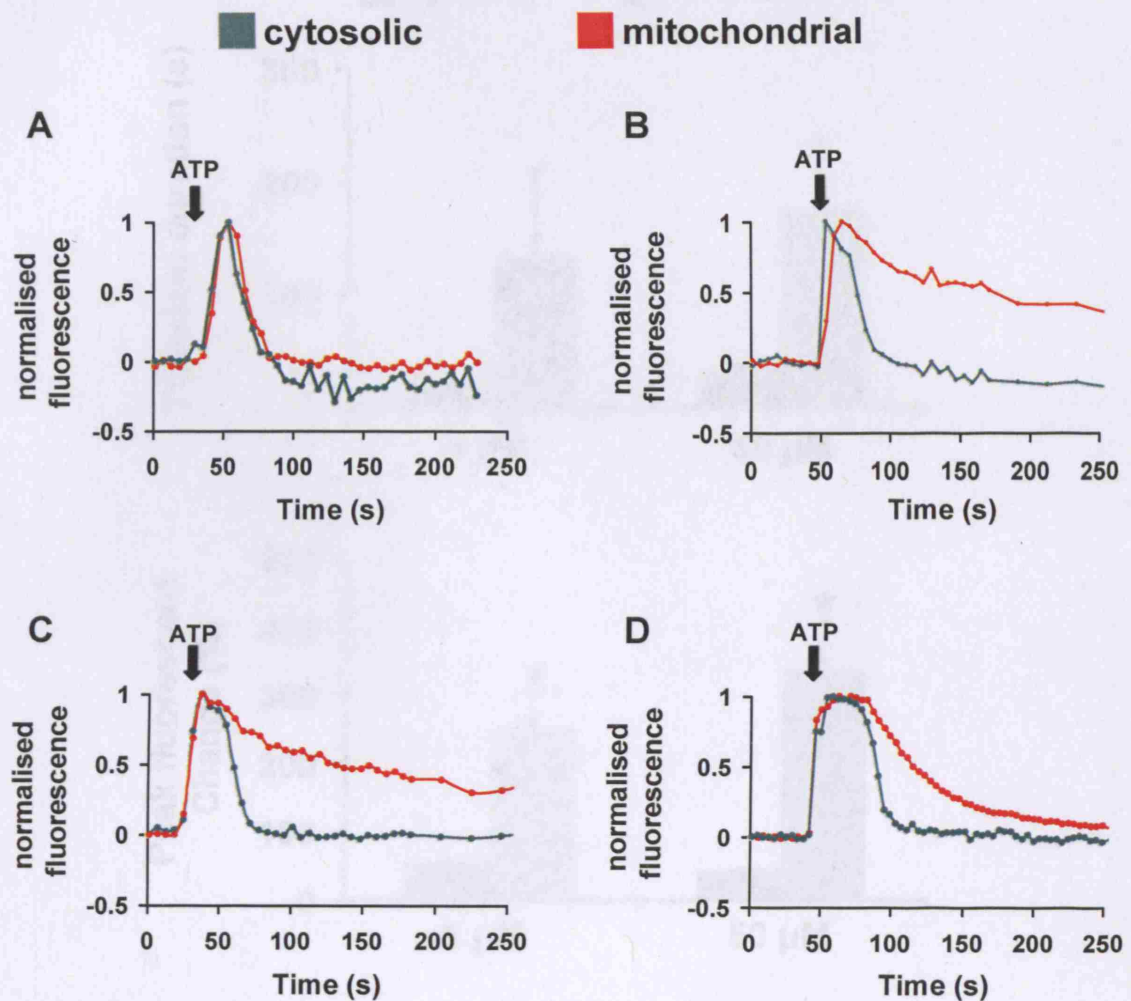 cytosolic
mitochondrial
A
ATP
normalised
fluorescence
1
0.5
0
-0.5
0
50
100
150
200
250
Time (s)
B
ATP
normalised
fluorescence
1
0.5
0
-0.5
0
50
100
150
200
250
Time (s)
C
ATP
normalised
fluorescence
1
0.5
0
-0.5
0
50
100
150
200
250
Time (s)
D
ATP
normalised
fluorescence
1
0.5
0
-0.5
0
50
100
150
200
250
Time (s)